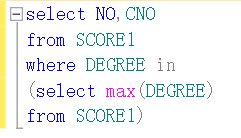 select NO,CNO
from SCORE1
where DEGREE in
(select max(DEGREE)
from SCORE1)